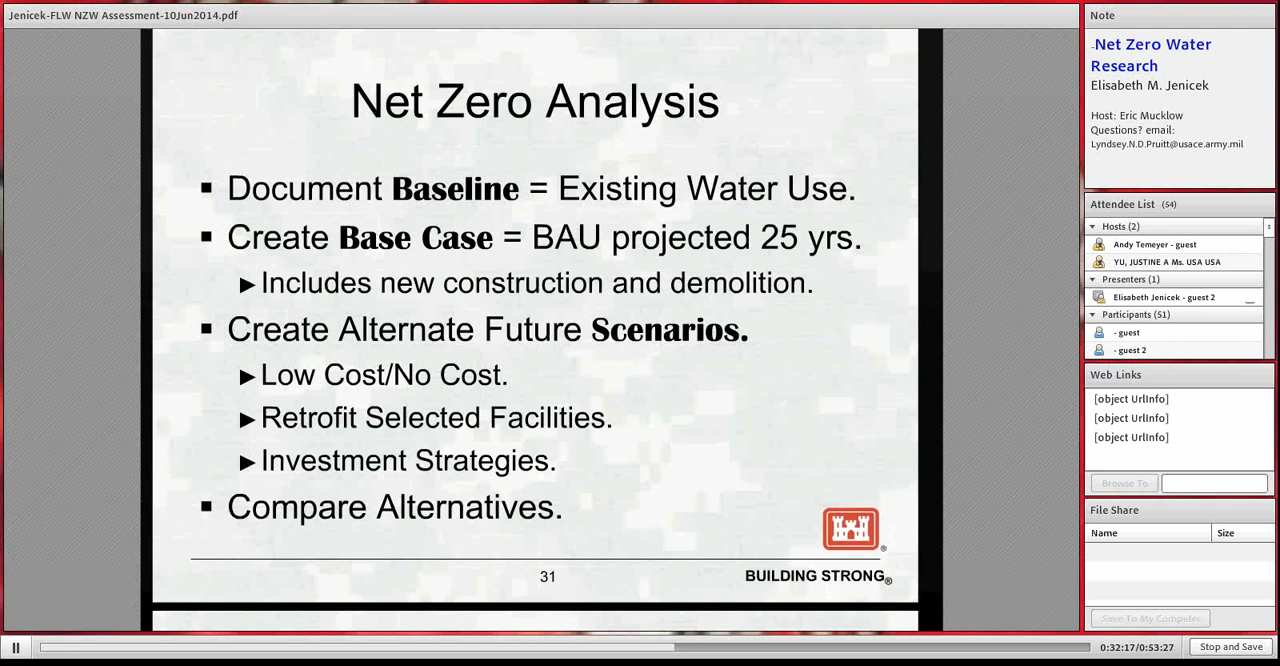 Jenicek-FLW NZW Assessment-10Jun2014.pdf
Net Zero Analysis
▪ Document Baseline = Existing Water Use.
▪ Create Base Case = BAU projected 25 yrs.
►Includes new construction and demolition.
▪ Create Alternate Future Scenarios.
►Low Cost/No Cost.
►Retrofit Selected Facilities.
►Investment Strategies.
▪ Compare Alternatives.
®
31
BUILDING STRONG®
Note
-Net Zero Water
Research
Elisabeth M. Jenicek
Host: Eric Mucklow
Questions? email:
Lyndsey.N.D.Pruitt@usace.army.mil
Attendee List (54)
Hosts (2)
Andy Temeyer - guest
YU, JUSTINE A Ms. USA USA
Presenters (1)
Elisabeth Jenicek - guest 2
Participants (51)
- guest
- guest 2
Web Links
[object UrlInfo]
[object UrlInfo]
[object UrlInfo]
Browse To
File Share
Name Size
Save To My Computer
0:32:17/0:53:27 Stop and Save